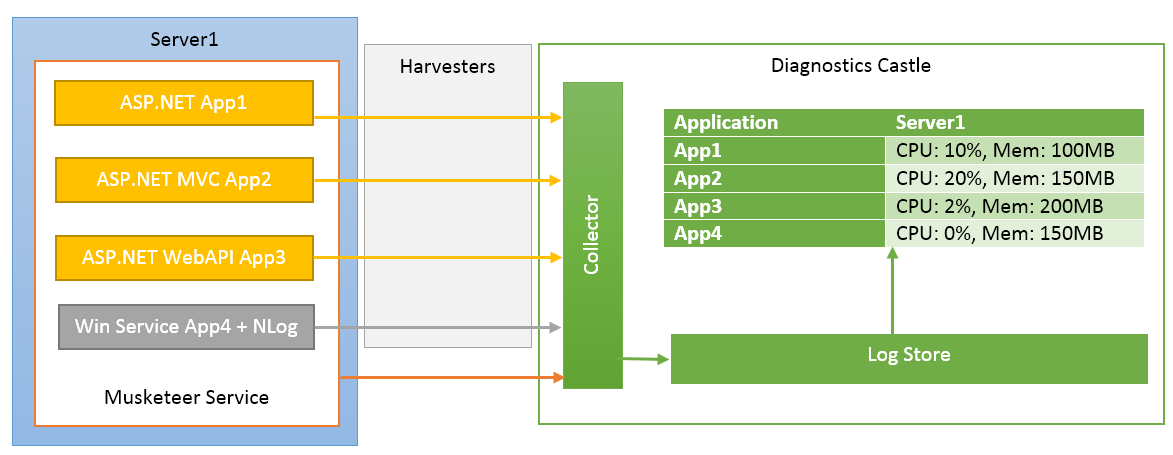 Server1
ASP.NET App1
ASP.NET MVC App2
ASP.NET WebAPI App3
Win Service App4 + NLog
Musketeer Service
Harvesters
Diagnostics Castle
Collector
Application Server1
App1 CPU: 10%, Mem: 100MB
App2 CPU: 20%, Mem: 150MB
App3 CPU: 2%, Mem: 200MB
App4 CPU: 0%, Mem: 150MB
Log Store